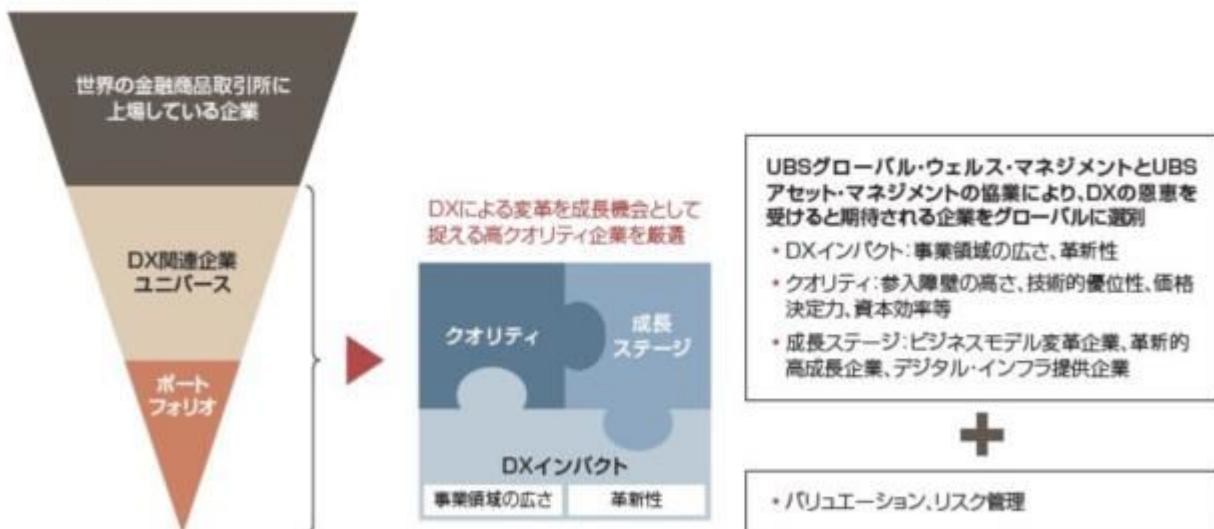 世界の金融商品取引所に
上場している企業
DX関連企業
ユニバース
ポート
フォリオ
DXによる変革を成長機会として
捉える高クオリティ企業を厳選
クオリティ
成長
ステージ
DXインパクト
事業領域の広さ
革新性
UBSグローバル・ウェルス・マネジメントとUBS
アセット・マネジメントの協業により、DXの恩恵を
受けると期待される企業をグローバルに選別
・DXインパクト:事業領域の広さ、革新性
・クオリティ:参入障壁の高さ、技術的優位性、価格
決定力、資本効率等
・成長ステージ:ビジネスモデル変革企業、革新的
高成長企業、デジタル・インフラ提供企業
・バリュエーション、リスク管理